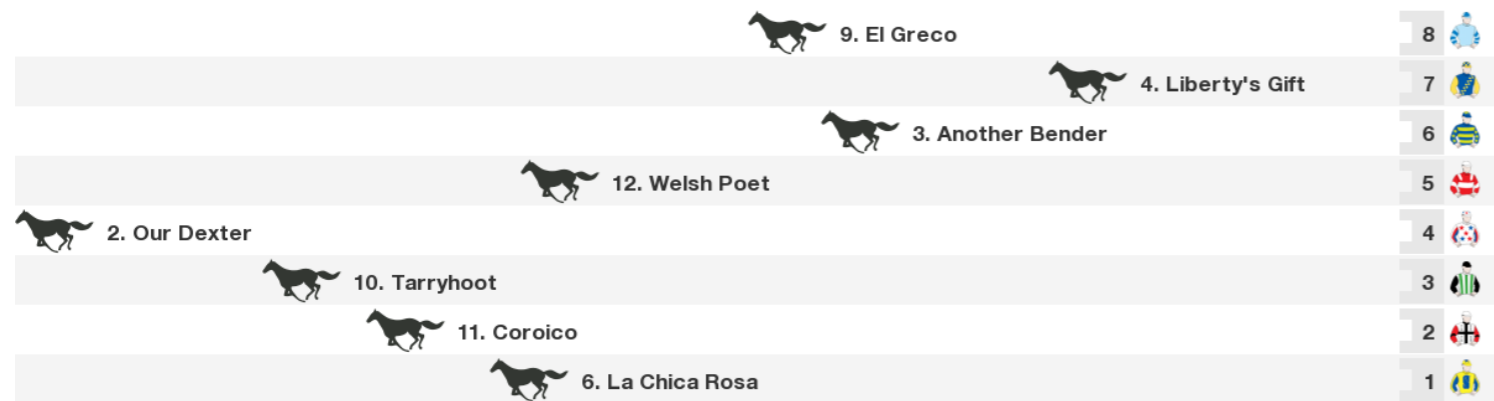 9. El Greco 8
4. Liberty's Gift 7
3. Another Bender 6
12. Welsh Poet 5
2. Our Dexter 4
10. Tarryhoot 3
11. Coroico 2
6. La Chica Rosa 1